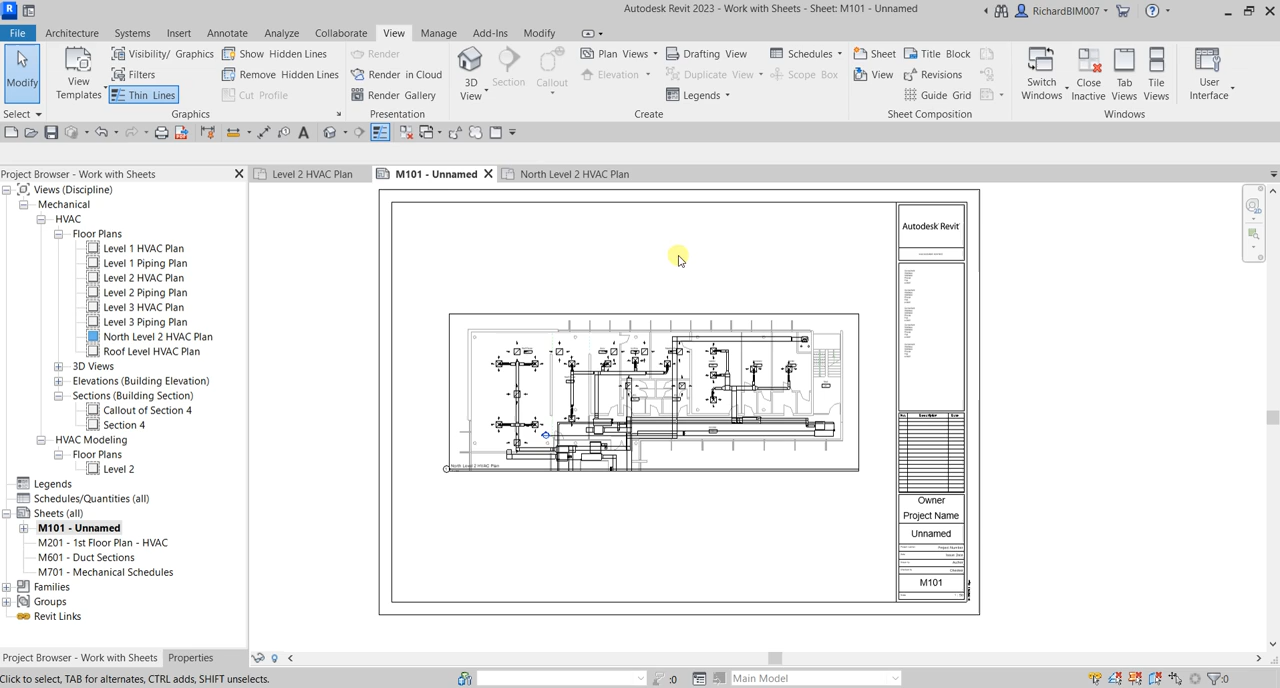 Autodesk Revit 2023 - Work with Sheets - Sheet: M101 - Unnamed
RichardBIM007
File
Architecture
Systems
Insert
Annotate
Analyze
Collaborate
View
Manage
Add-Ins
Modify
Modify
View Templates
Visibility/ Graphics
Filters
Thin Lines
Show Hidden Lines
Remove Hidden Lines
Cut Profile
Render
Render in Cloud
Render Gallery
3D View
Section
Callout
Plan Views
Elevation
Drafting View
Duplicate View
Legends
Schedules
Scope Box
Sheet
View
Title Block
Revisions
Guide Grid
Switch Windows
Close Inactive
Tab Views
Tile Views
User Interface
Select
Graphics
Presentation
Create
Sheet Composition
Windows
Project Browser - Work with Sheets
Level 2 HVAC Plan
M101 - Unnamed
North Level 2 HVAC Plan
Views (Discipline)
Mechanical
HVAC
Floor Plans
Level 1 HVAC Plan
Level 1 Piping Plan
Level 2 HVAC Plan
Level 2 Piping Plan
Level 3 HVAC Plan
Level 3 Piping Plan
North Level 2 HVAC Plan
Roof Level HVAC Plan
3D Views
Elevations (Building Elevation)
Sections (Building Section)
Callout of Section 4
Section 4
HVAC Modeling
Floor Plans
Level 2
Legends
Schedules/Quantities (all)
Sheets (all)
M101 - Unnamed
M201 - 1st Floor Plan - HVAC
M601 - Duct Sections
M701 - Mechanical Schedules
Families
Groups
Revit Links
Autodesk Revit
North Level 2 HVAC Plan
Owner
Project Name
Unnamed
M101
Project Browser - Work with Sheets
Properties
Click to select, TAB for alternates, CTRL adds, SHIFT unselects.
:0
Main Model
:0